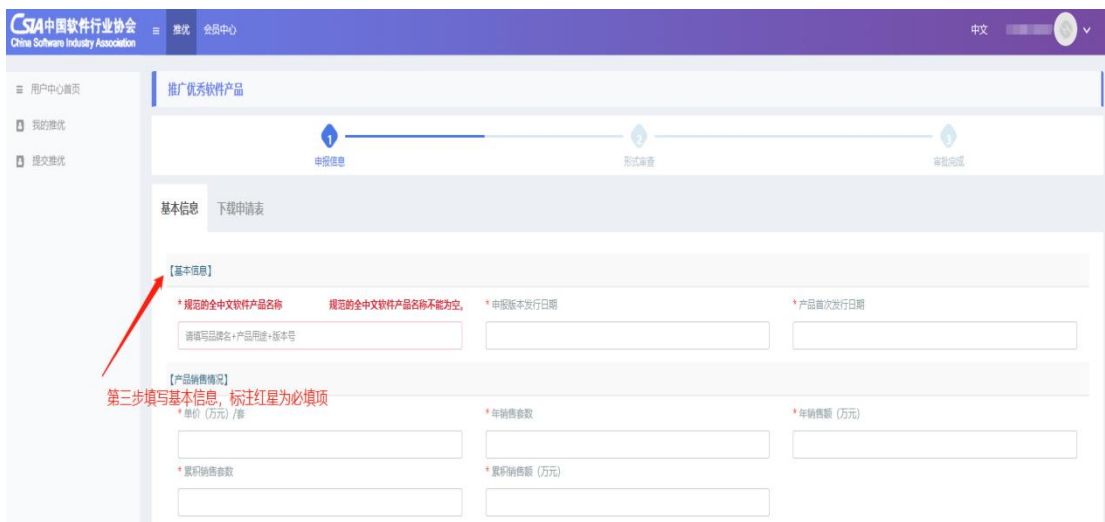 CSIA中国软件行业协会
China Software Industry Association
推优 会员中心
中文
用户中心首页
我的推优
提交推优
推广优秀软件产品
1 2 3
申报信息 形式审查 审批完成
基本信息 下载申请表
【基本信息】
* 规范的全中文软件产品名称 规范的全中文软件产品名称不能为空。 * 申报版本发行日期 * 产品首次发行日期
请填写品牌名+产品用途+版本号
【产品销售情况】
第三步填写基本信息，标注红星为必填项
* 单价（万元）/套 * 年销售套数 * 年销售额（万元）
* 累积销售套数 * 累积销售额（万元）